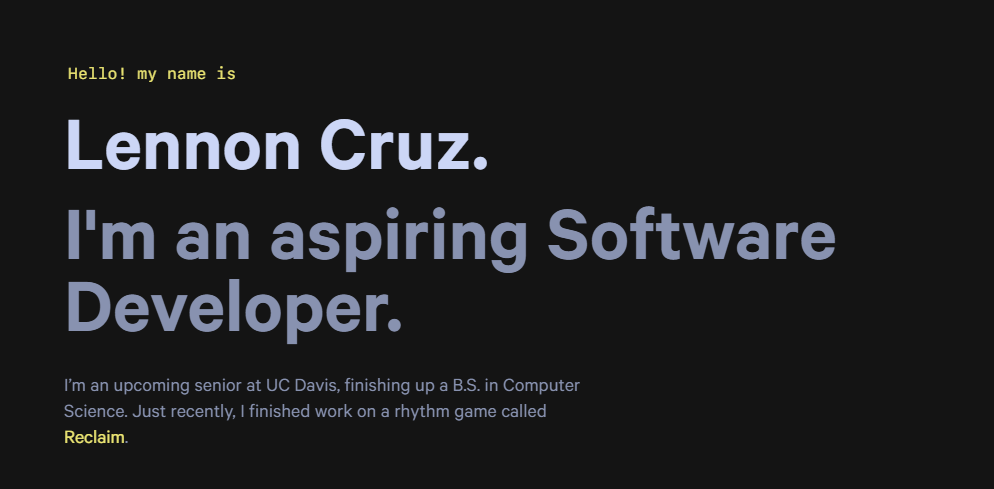 Hello! my name is
Lennon Cruz.
I'm an aspiring Software
Developer.
I’m an upcoming senior at UC Davis, finishing up a B.S. in Computer
Science. Just recently, I finished work on a rhythm game called
Reclaim.